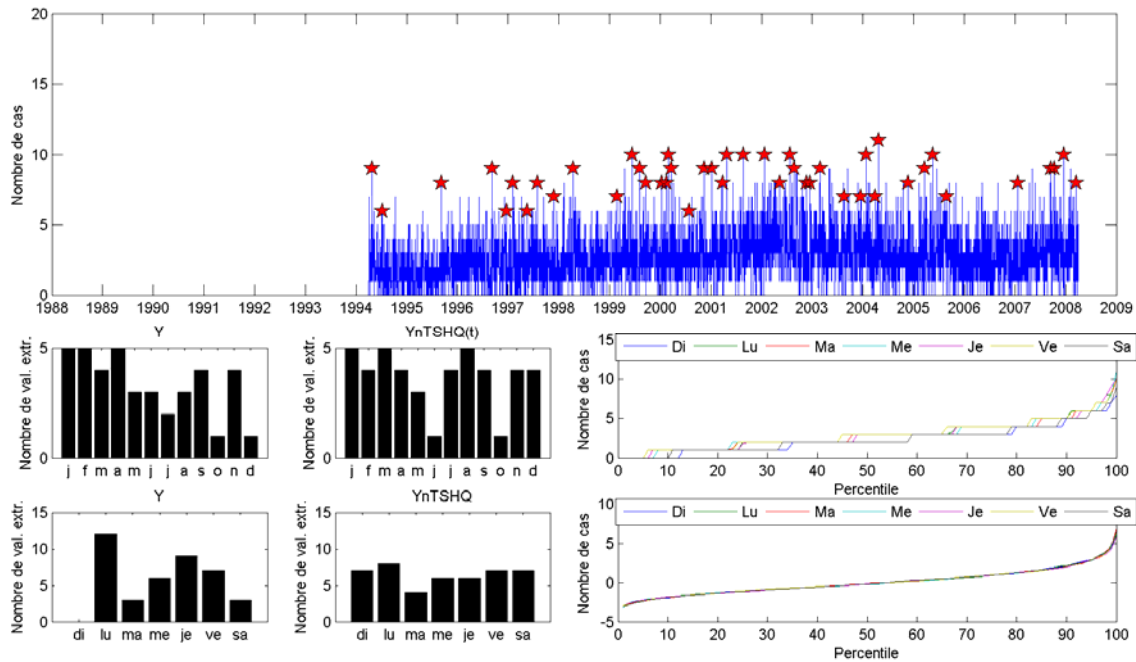 20
15
10
5
0
Nombre de cas
1988 1989 1990 1991 1992 1993 1994 1995 1996 1997 1998 1999 2000 2001 2002 2003 2004 2005 2006 2007 2008 2009
Y
5
0
Nombre de val. extr.
j f m a m j j a s o n d
YnTSHQ(t)
5
0
Nombre de val. extr.
j f m a m j j a s o n d
15
10
5
0
Nombre de cas
Di Lu Ma Me Je Ve Sa
0 10 20 30 40 50 60 70 80 90 100
Percentile
Y
15
10
5
0
Nombre de val. extr.
di lu ma me je ve sa
YnTSHQ
15
10
5
0
Nombre de val. extr.
di lu ma me je ve sa
10
5
0
-5
Nombre de cas
Di Lu Ma Me Je Ve Sa
0 10 20 30 40 50 60 70 80 90 100
Percentile